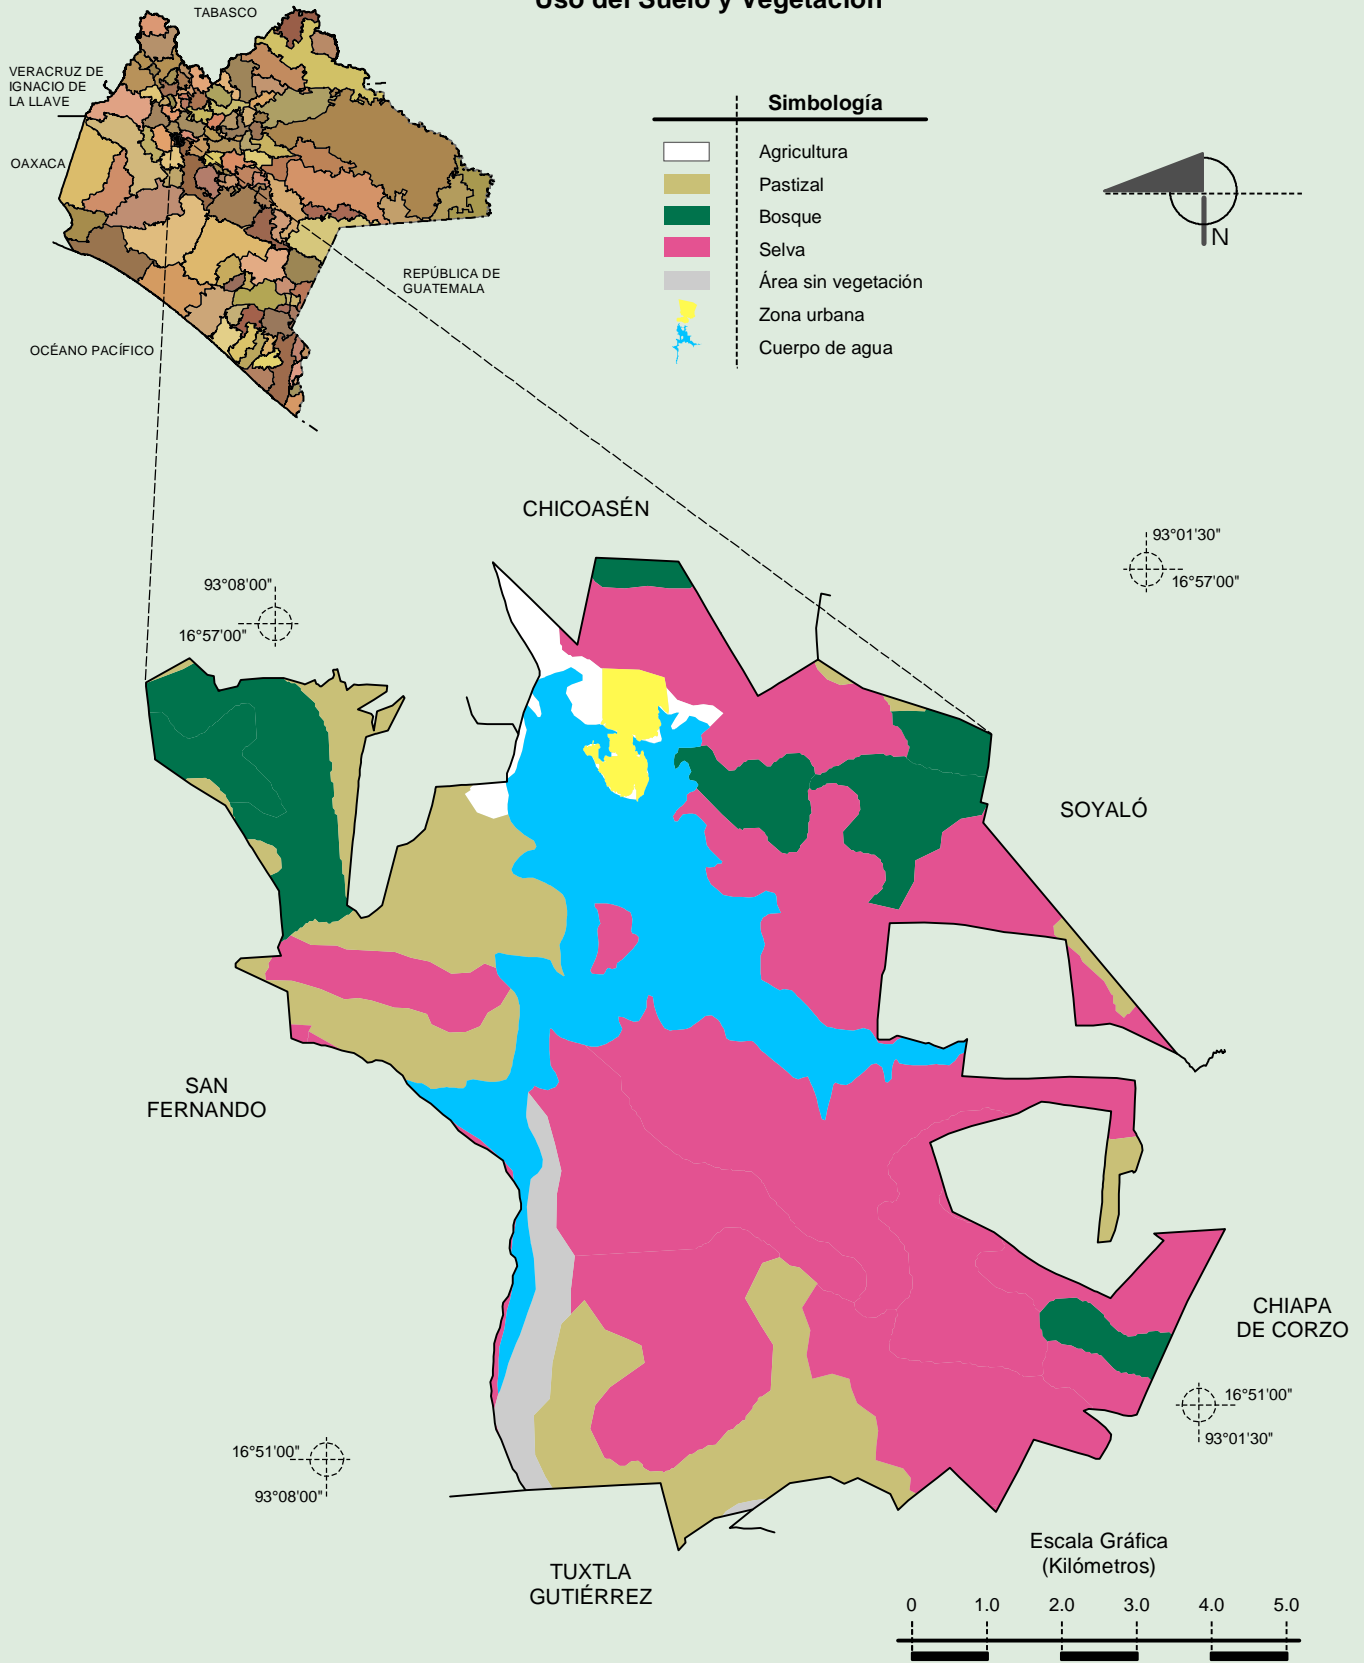 Uso del Suelo y Vegetación
TABASCO
VERACRUZ DE
IGNACIO DE
LA LLAVE
OAXACA
REPÚBLICA DE
GUATEMALA
OCÉANO PACÍFICO
Simbología
Agricultura
Pastizal
Bosque
Selva
Área sin vegetación
Zona urbana
Cuerpo de agua
N
CHICOASÉN
93°01'30"
16°57'00"
93°08'00"
16°57'00"
SOYALÓ
SAN
FERNANDO
CHIAPA
DE CORZO
16°51'00"
93°01'30"
16°51'00"
93°08'00"
TUXTLA
GUTIÉRREZ
Escala Gráfica
(Kilómetros)
0 1.0 2.0 3.0 4.0 5.0